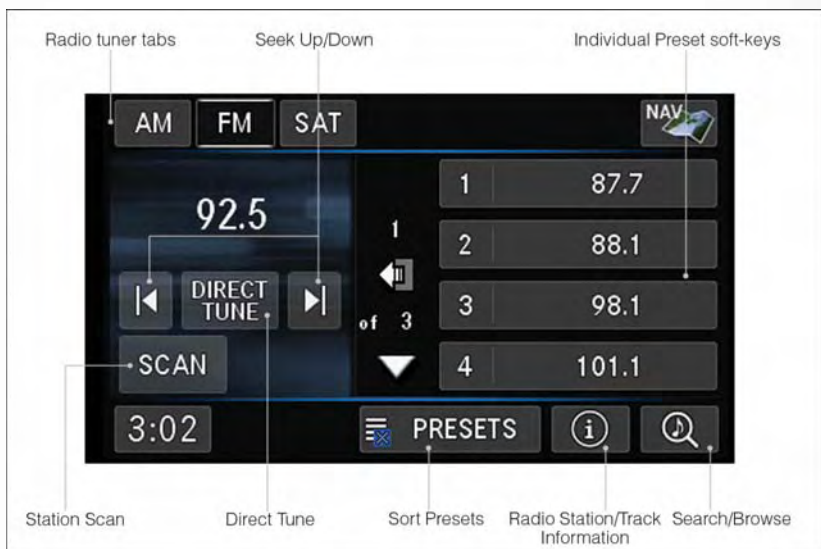 Radio tuner tabs
Seek Up/Down
Individual Preset soft-keys
AM
FM
SAT
NAV
92.5
DIRECT
TUNE
SCAN
1
of 3
1 87.7
2 88.1
3 98.1
4 101.1
3:02
PRESETS
i
Station Scan
Direct Tune
Sort Presets
Radio Station/Track
Information
Search/Browse